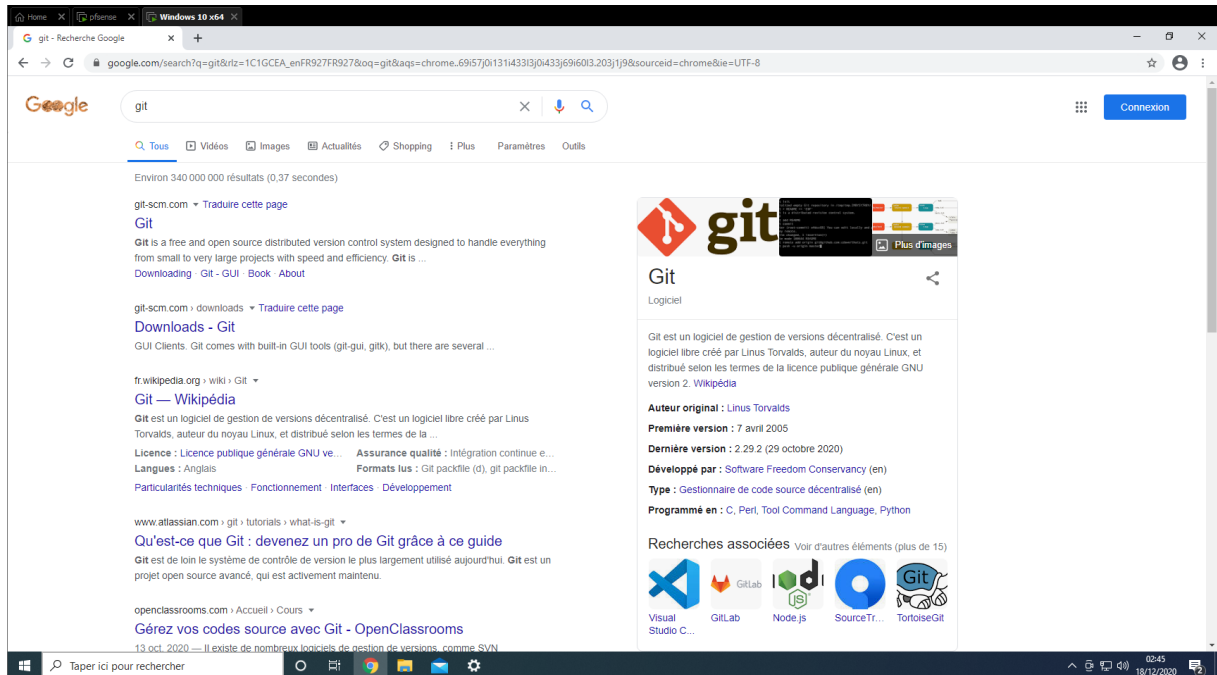 Home
pfsense
Windows 10 x64
git - Recherche Google
google.com/search?q=git&rlz=1C1GCEA_enFR927FR927&oq=git&aqs=chrome..69i57j0i131i433l3j0i433j69i60l3.203j1j9&sourceid=chrome&ie=UTF-8
Google
git
Connexion
Tous Vidéos Images Actualités Shopping Plus Paramètres Outils
Environ 340 000 000 résultats (0,37 secondes)
git-scm.com Traduire cette page
Git
Git is a free and open source distributed version control system designed to handle everything
from small to very large projects with speed and efficiency. Git is ...
Downloading · Git - GUI · Book · About
git-scm.com › downloads Traduire cette page
Downloads - Git
GUI Clients. Git comes with built-in GUI tools (git-gui, gitk), but there are several ...
fr.wikipedia.org › wiki › Git
Git — Wikipédia
Git est un logiciel de gestion de versions décentralisé. C'est un logiciel libre créé par Linus
Torvalds, auteur du noyau Linux, et distribué selon les termes de la ...
Licence : Licence publique générale GNU ve... Assurance qualité : Intégration continue e...
Langues : Anglais Formats lus : Git packfile (d), git packfile in...
Particularités techniques · Fonctionnement · Interfaces · Développement
www.atlassian.com › git › tutorials › what-is-git
Qu'est-ce que Git : devenez un pro de Git grâce à ce guide
Git est de loin le système de contrôle de version le plus largement utilisé aujourd'hui. Git est un
projet open source avancé, qui est activement maintenu.
openclassrooms.com › Accueil › Cours
Gérez vos codes source avec Git - OpenClassrooms
13 oct. 2020 — Il existe de nombreux logiciels de gestion de versions, comme SVN
git
Plus d'images
Git
Logiciel
Git est un logiciel de gestion de versions décentralisé. C'est un
logiciel libre créé par Linus Torvalds, auteur du noyau Linux, et
distribué selon les termes de la licence publique générale GNU
version 2. Wikipédia
Auteur original : Linus Torvalds
Première version : 7 avril 2005
Dernière version : 2.29.2 (29 octobre 2020)
Développé par : Software Freedom Conservancy (en)
Type : Gestionnaire de code source décentralisé (en)
Programmé en : C, Perl, Tool Command Language, Python
Recherches associées Voir d'autres éléments (plus de 15)
GitLab
Git
Visual
Studio C...
GitLab
Node.js
SourceTr...
TortoiseGit
Taper ici pour rechercher
02:45
18/12/2020
2